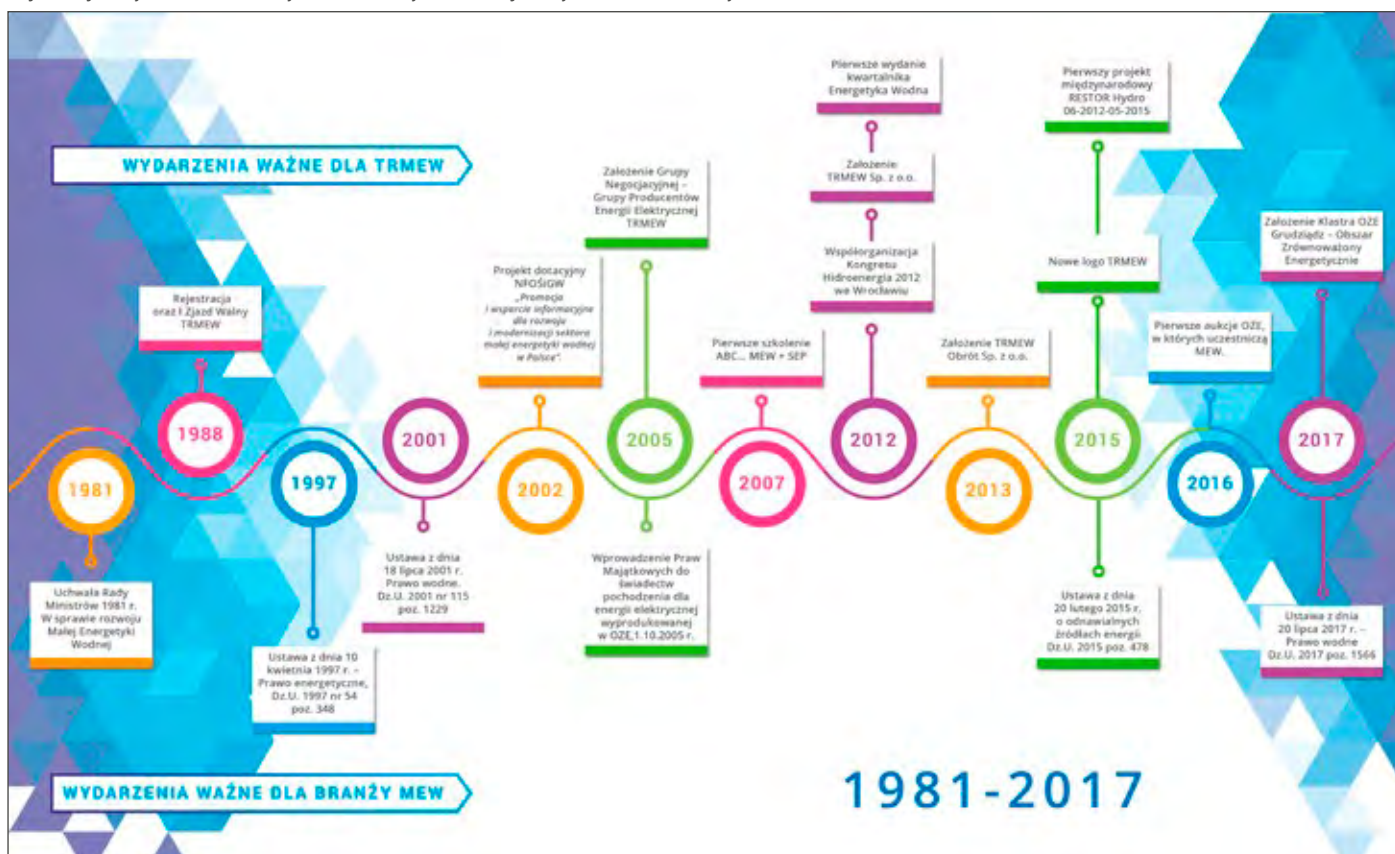 WYDARZENIA WAŻNE DLA TRMEW
Rejestracja
oraz I Zjazd Walny
TRMEW
Projekt dotacyjny
NFOŚIGW
„Promocja
i wsparcie informacyjne
dla rozwoju
i modernizacji sektora
małej energetyki wodnej
w Polsce".
Założenie Grupy
Negocjacyjnej –
Grupy Producentów
Energii Elektrycznej
TRMEW
Pierwsze szkolenie
ABC... MEW + SEP
Pierwsze wydanie
kwartalnika
Energetyka Wodna
Założenie
TRMEW Sp. z o.o.
Współorganizacja
Kongresu
Hidroenergia 2012
we Wrocławiu
Założenie TRMEW
Obrót Sp. z o.o.
Pierwszy projekt
międzynarodowy
RESTOR Hydro
06-2012-05-2015
Nowe logo TRMEW
Pierwsze aukcje OZE,
w których uczestniczą
MEW.
Założenie Klastra OZE
Grudziądz – Obszar
Zrównoważony
Energetycznie
1981
1988
1997
2001
2002
2005
2007
2012
2013
2015
2016
2017
Uchwała Rady
Ministrów 1981 r.
W sprawie rozwoju
Małej Energetyki
Wodnej
Ustawa z dnia 10
kwietnia 1997 r. –
Prawo energetyczne,
Dz.U. 1997 nr 54
poz. 348
Ustawa z dnia
18 lipca 2001 r.
Prawo wodne.
Dz.U. 2001 nr 115
poz. 1229
Wprowadzenie Praw
Majątkowych do
świadectw
pochodzenia dla
energii elektrycznej
wyprodukowanej
w OZE,1.10.2005 r.
Ustawa z dnia
20 lutego 2015 r.
o odnawialnych
źródłach energii
Dz.U. 2015 poz. 478
Ustawa z dnia
20 lipca 2017 r. –
Prawo wodne
Dz.U. 2017 poz. 1566
WYDARZENIA WAŻNE DLA BRANŻY MEW
1981-2017